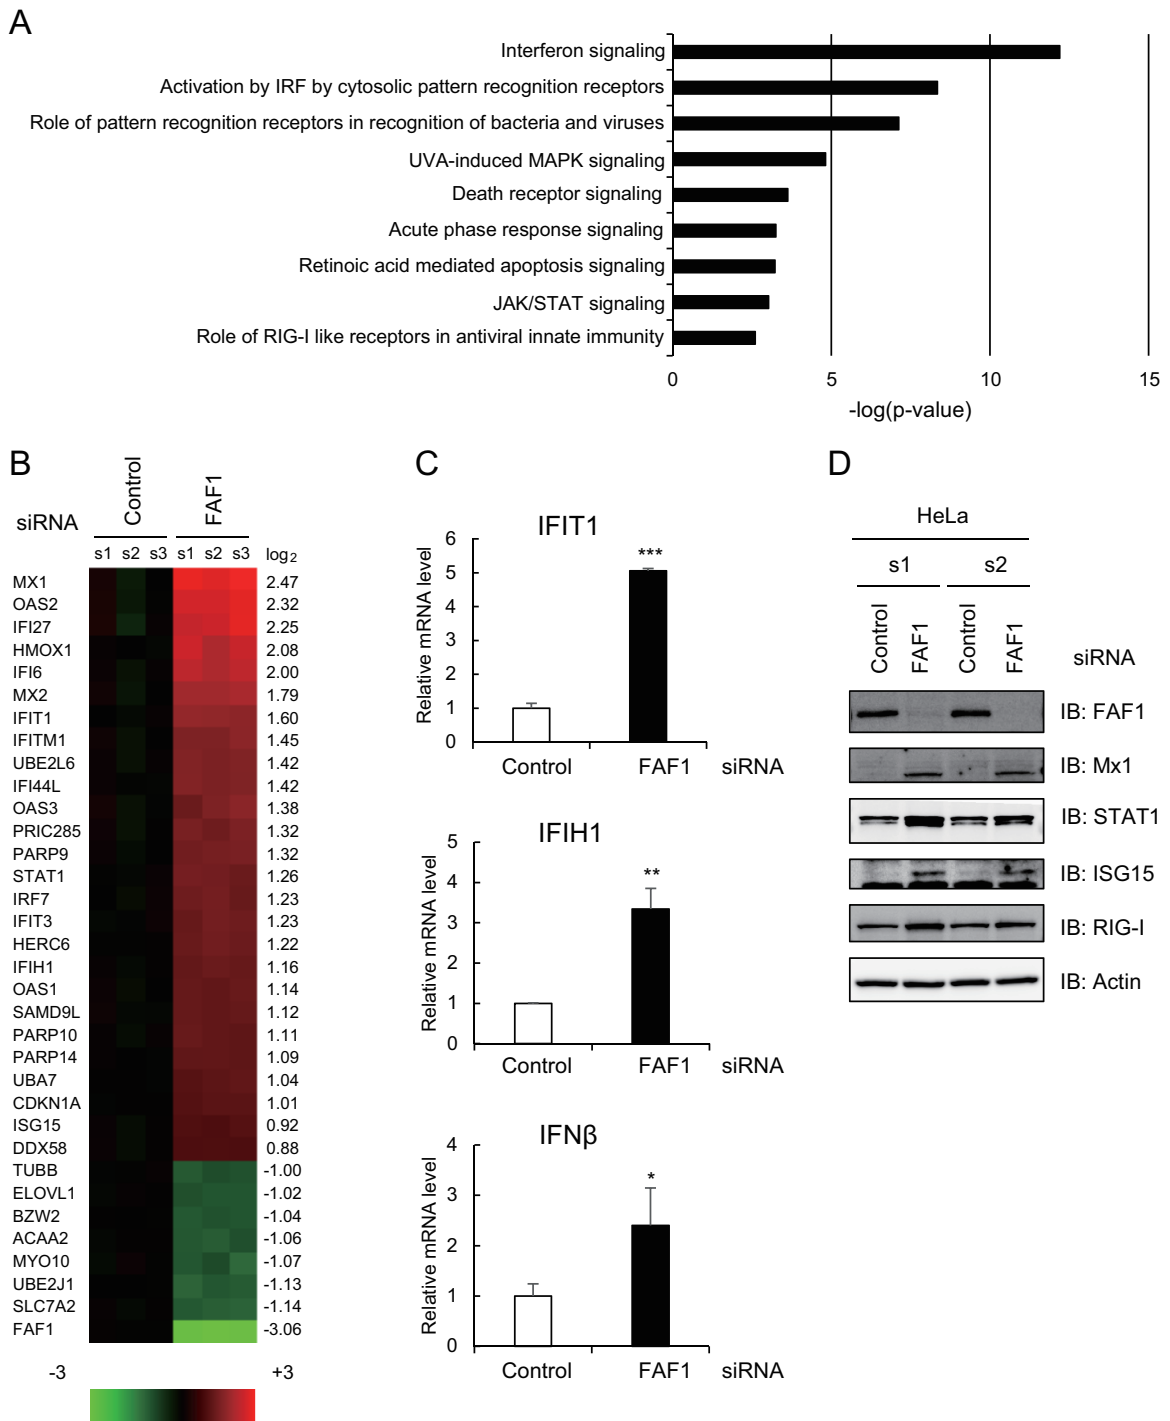 A
Interferon signaling
Activation by IRF by cytosolic pattern recognition receptors
Role of pattern recognition receptors in recognition of bacteria and viruses
UVA-induced MAPK signaling
Death receptor signaling
Acute phase response signaling
Retinoic acid mediated apoptosis signaling
JAK/STAT signaling
Role of RIG-I like receptors in antiviral innate immunity
0 5 10 15
-log(p-value)
B
siRNA Control FAF1
s1 s2 s3 s1 s2 s3 log2
MX1 2.47
OAS2 2.32
IFI27 2.25
HMOX1 2.08
IFI6 2.00
MX2 1.79
IFIT1 1.60
IFITM1 1.45
UBE2L6 1.42
IFI44L 1.42
OAS3 1.38
PRIC285 1.32
PARP9 1.32
STAT1 1.26
IRF7 1.23
IFIT3 1.23
HERC6 1.22
IFIH1 1.16
OAS1 1.14
SAMD9L 1.12
PARP10 1.11
PARP14 1.09
UBA7 1.04
CDKN1A 1.01
ISG15 0.92
DDX58 0.88
TUBB -1.00
ELOVL1 -1.02
BZW2 -1.04
ACAA2 -1.06
MYO10 -1.07
UBE2J1 -1.13
SLC7A2 -1.14
FAF1 -3.06
-3 +3
C
IFIT1
Relative mRNA level
6
5
4
3
2
1
0
***
Control FAF1 siRNA
IFIH1
Relative mRNA level
5
4
3
2
1
0
**
Control FAF1 siRNA
IFNβ
Relative mRNA level
4
3
2
1
0
*
Control FAF1 siRNA
D
HeLa
s1 s2
Control FAF1 Control FAF1 siRNA
IB: FAF1
IB: Mx1
IB: STAT1
IB: ISG15
IB: RIG-I
IB: Actin